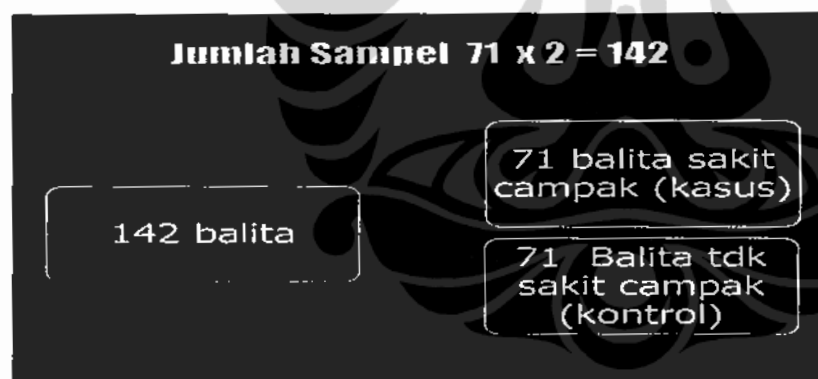 Jumlah Sampel 71 x 2 = 142
142 balita
71 balita sakit
campak (kasus)
71 Balita tdk
sakit campak
(kontrol)